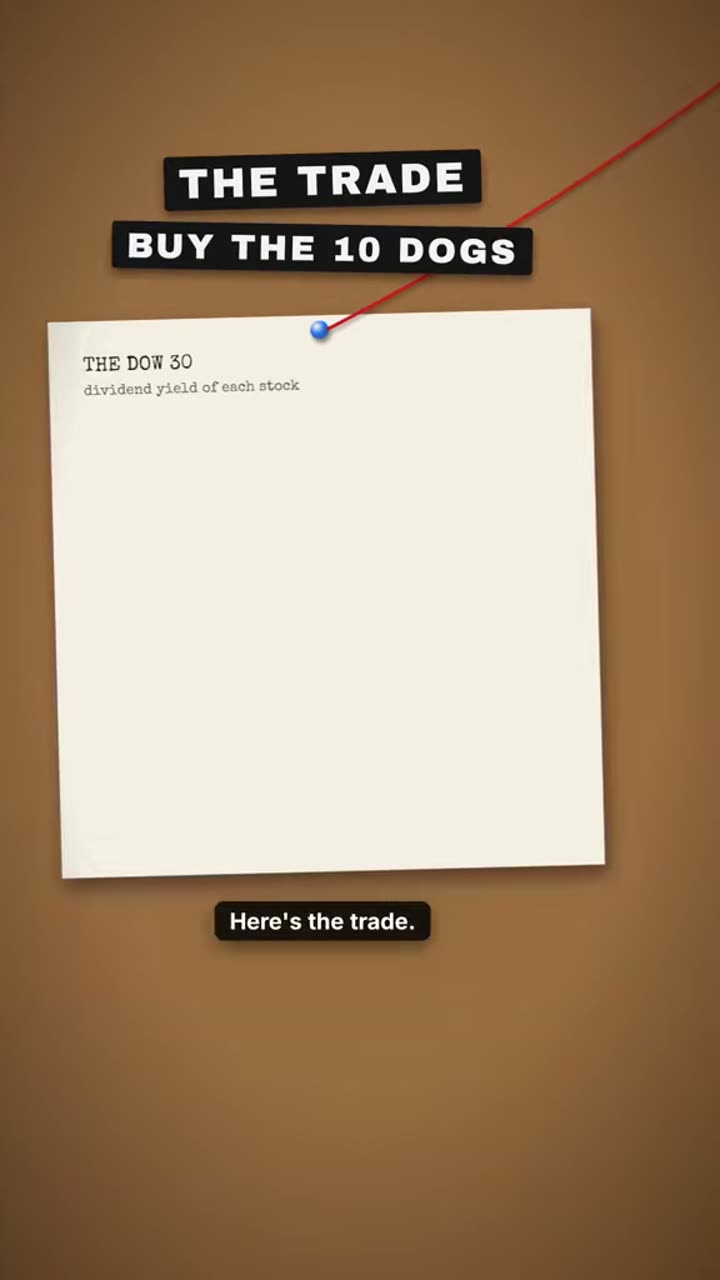 THE TRADE
BUY THE 10 DOGS
THE DOW 30
dividend yield of each stock
Here's the trade.